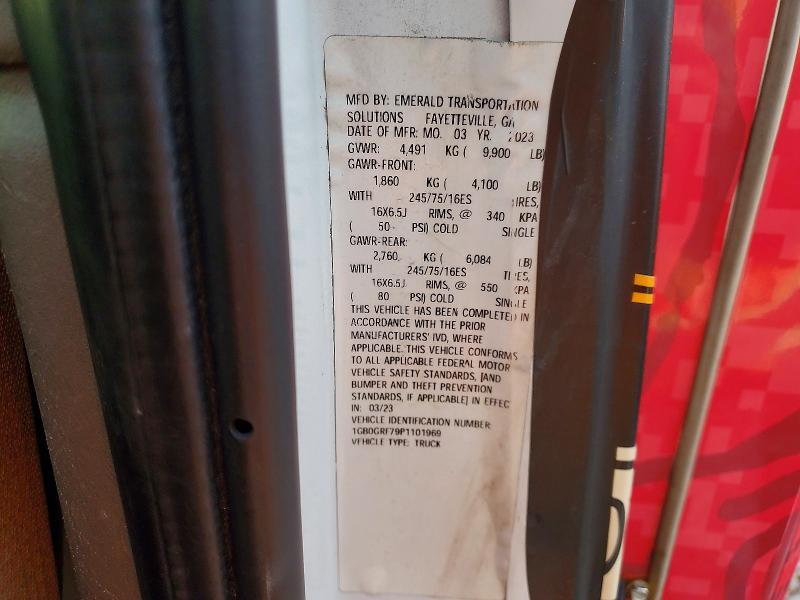 MFD BY: EMERALD TRANSPORTATION
SOLUTIONS FAYETTEVILLE, GA
DATE OF MFR: MO. 03 YR. 2023
GVWR: 4,491 KG ( 9,900 LB)
GAWR-FRONT:
1,860 KG ( 4,100 LB)
WITH 245/75/16ES TIRES,
16X6.5J RIMS, @ 340 KPA
( 50 PSI) COLD SINGLE
GAWR-REAR:
2,760 KG ( 6,084 LB)
WITH 245/75/16ES TIRES,
16X6.5J RIMS, @ 550 KPA
( 80 PSI) COLD SINGLE
THIS VEHICLE HAS BEEN COMPLETED IN
ACCORDANCE WITH THE PRIOR
MANUFACTURERS' IVD, WHERE
APPLICABLE. THIS VEHICLE CONFORMS
TO ALL APPLICABLE FEDERAL MOTOR
VEHICLE SAFETY STANDARDS, [AND
BUMPER AND THEFT PREVENTION
STANDARDS, IF APPLICABLE] IN EFFEC
IN: 03/23
VEHICLE IDENTIFICATION NUMBER:
1GB0GRF79P1101969
VEHICLE TYPE: TRUCK